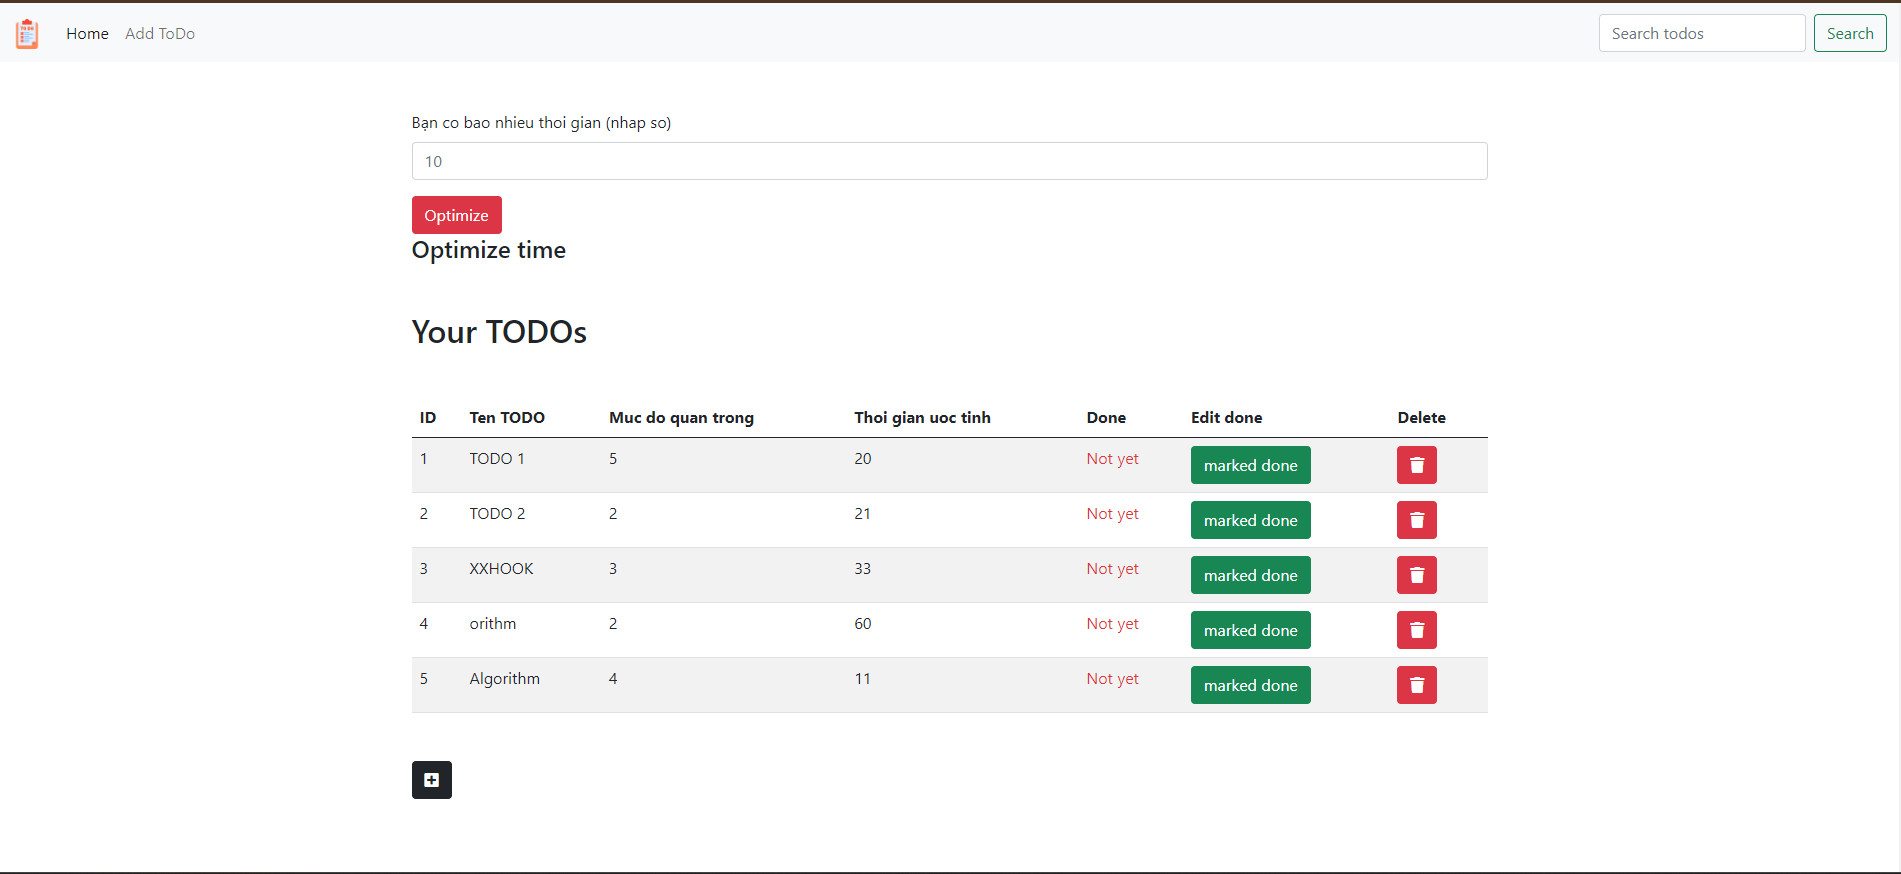 Home Add ToDo Search todos Search
Bạn co bao nhieu thoi gian (nhap so)
10
Optimize
Optimize time
Your TODOs
ID Ten TODO Muc do quan trong Thoi gian uoc tinh Done Edit done Delete
1 TODO 1 5 20 Not yet marked done
2 TODO 2 2 21 Not yet marked done
3 XXHOOK 3 33 Not yet marked done
4 orithm 2 60 Not yet marked done
5 Algorithm 4 11 Not yet marked done